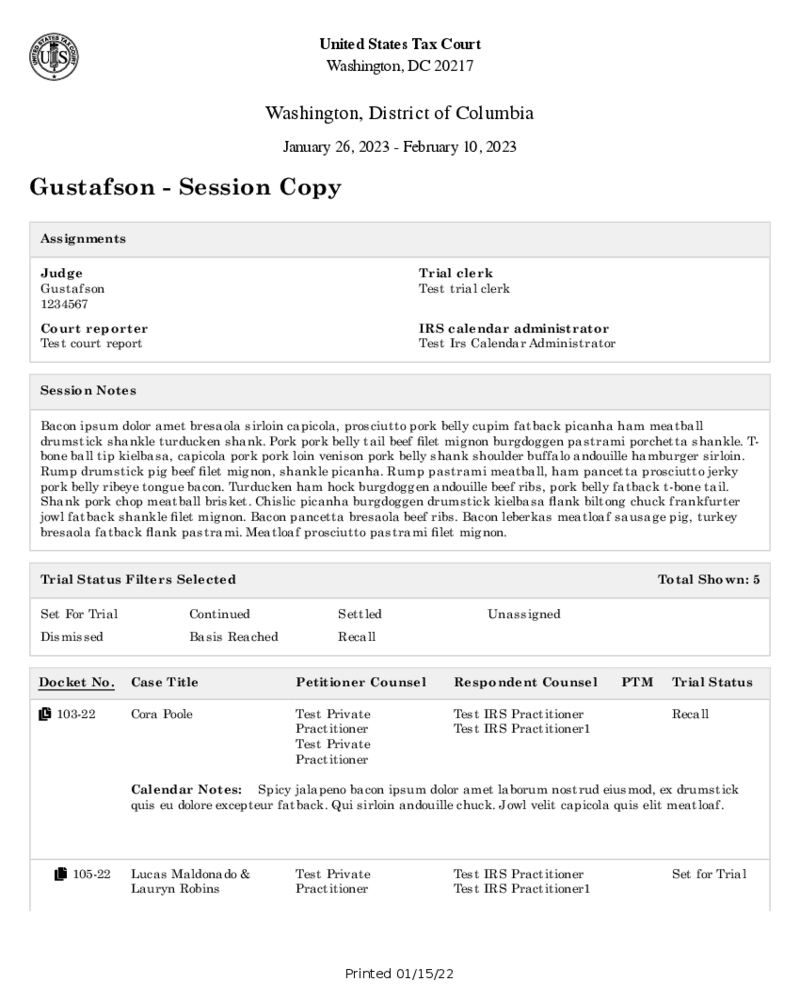 UNITED STATES TAX COURT
US
United States Tax Court
Washington, DC 20217
Washington, District of Columbia
January 26, 2023 - February 10, 2023
Gustafson - Session Copy
Assignments
Judge
Gustafson
1234567
Trial clerk
Test trial clerk
Court reporter
Test court report
IRS calendar administrator
Test Irs Calendar Administrator
Session Notes
Bacon ipsum dolor amet bresaola sirloin capicola, prosciutto pork belly cupim fatback picanha ham meatball
drumstick shankle turducken shank. Pork pork belly tail beef filet mignon burgdoggen pastrami porchetta shankle. T-
bone ball tip kielbasa, capicola pork pork loin venison pork belly shank shoulder buffalo andouille hamburger sirloin.
Rump drumstick pig beef filet mignon, shankle picanha. Rump pastrami meatball, ham pancetta prosciutto jerky
pork belly ribeye tongue bacon. Turducken ham hock burgdoggen andouille beef ribs, pork belly fatback t-bone tail.
Shank pork chop meatball brisket. Chislic picanha burgdoggen drumstick kielbasa flank biltong chuck frankfurter
jowl fatback shankle filet mignon. Bacon pancetta bresaola beef ribs. Bacon leberkas meatloaf sausage pig, turkey
bresaola fatback flank pastrami. Meatloaf prosciutto pastrami filet mignon.
Trial Status Filters Selected Total Shown: 5
Set For Trial Continued Settled Unassigned
Dismissed Basis Reached Recall
Docket No. Case Title Petitioner Counsel Respondent Counsel PTM Trial Status
103-22 Cora Poole Test Private Test IRS Practitioner Recall
Practitioner Test IRS Practitioner1
Test Private
Practitioner
Calendar Notes: Spicy jalapeno bacon ipsum dolor amet laborum nostrud eiusmod, ex drumstick
quis eu dolore excepteur fatback. Qui sirloin andouille chuck. Jowl velit capicola quis elit meatloaf.
105-22 Lucas Maldonado & Test Private Test IRS Practitioner Set for Trial
Lauryn Robins Practitioner Test IRS Practitioner1
Printed 01/15/22